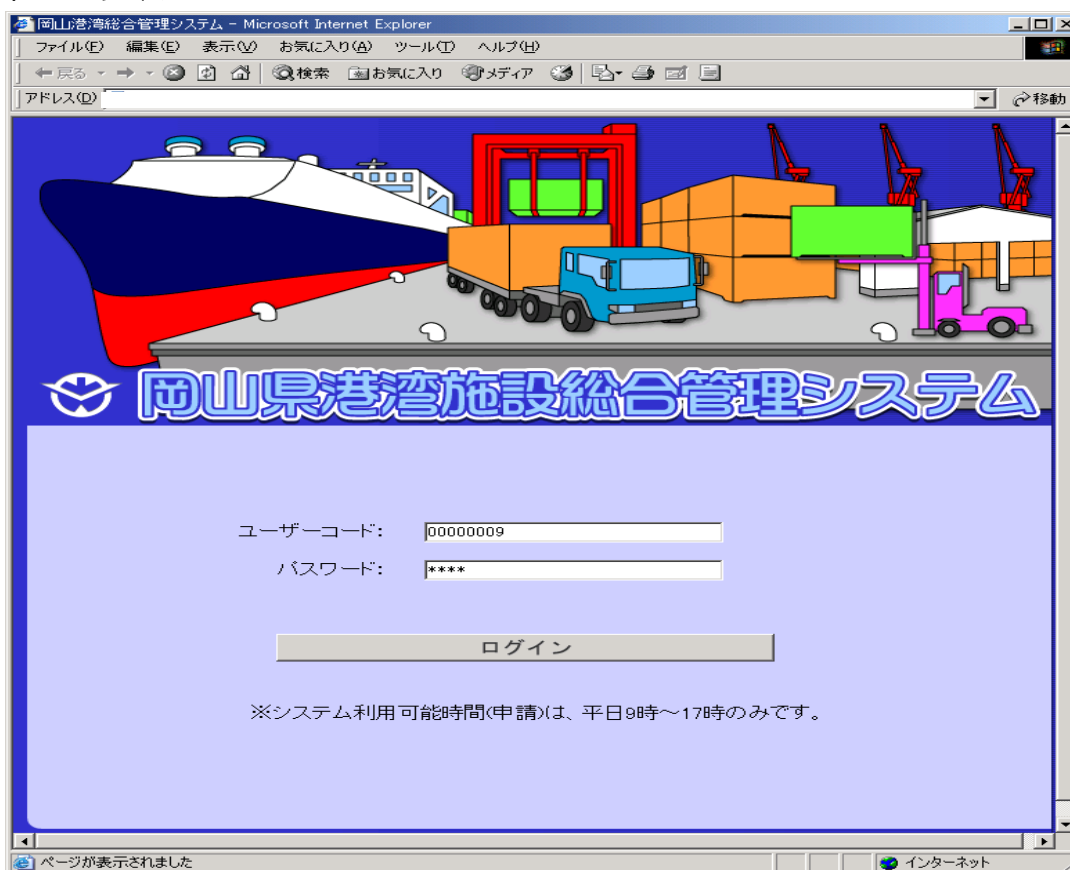 岡山港湾総合管理システム - Microsoft Internet Explorer
ファイル(F) 編集(E) 表示(V) お気に入り(A) ツール(T) ヘルプ(H)
戻る 検索 お気に入り メディア
アドレス(D) 移動
岡山県港湾施設総合管理システム
ユーザーコード: 00000009
パスワード: ****
ログイン
※システム利用可能時間(申請)は、平日9時～17時のみです。
ページが表示されました インターネット